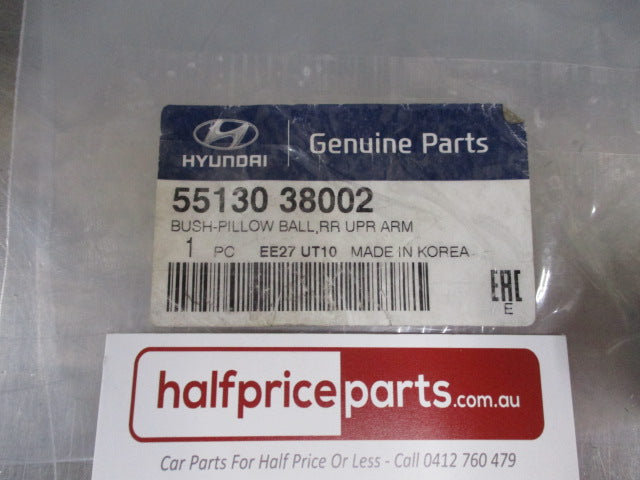 HYUNDAI
Genuine Parts
55130 38002
BUSH-PILLOW BALL,RR UPR ARM
1 PC EE27 UT10 MADE IN KOREA
EAC
E
halfpriceparts.com.au
Car Parts For Half Price Or Less - Call 0412 760 479